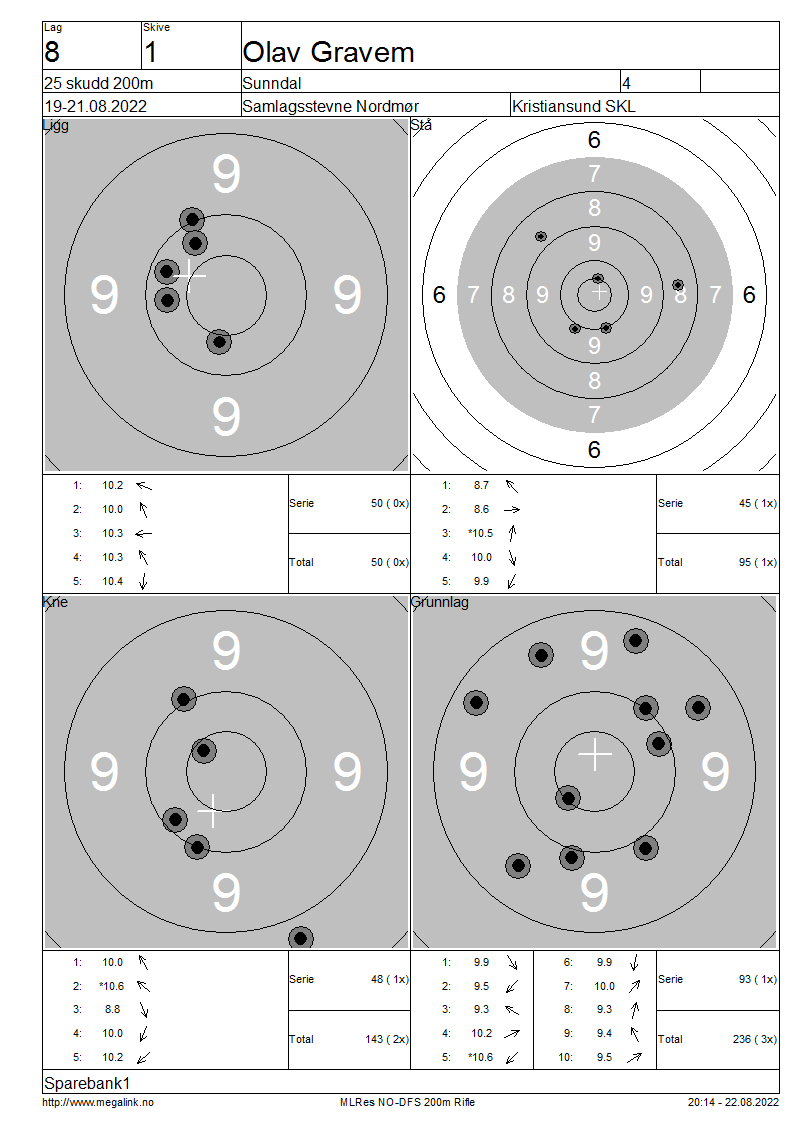 Lag
Skive
8
1
Olav Gravem
25 skudd 200m
Sunndal
4
19-21.08.2022
Samlagsstevne Nordmør
Kristiansund SKL
Ligg
9
9 9
9
Stå
6
7
8
9
6 7 8 9 9 8 7 6
9
8
7
6
1: 10.2
2: 10.0
3: 10.3
4: 10.3
5: 10.4
Serie 50 ( 0x)
Total 50 ( 0x)
1: 8.7
2: 8.6
3: *10.5
4: 10.0
5: 9.9
Serie 45 ( 1x)
Total 95 ( 1x)
Kne
9
9 9
9
Grunnlag
9
9 9
9
1: 10.0
2: *10.6
3: 8.8
4: 10.0
5: 10.2
Serie 48 ( 1x)
Total 143 ( 2x)
1: 9.9 6: 9.9
2: 9.5 7: 10.0
3: 9.3 8: 9.3
4: 10.2 9: 9.4
5: *10.6 10: 9.5
Serie 93 ( 1x)
Total 236 ( 3x)
Sparebank1
http://www.megalink.no
MLRes NO-DFS 200m Rifle
20:14 - 22.08.2022